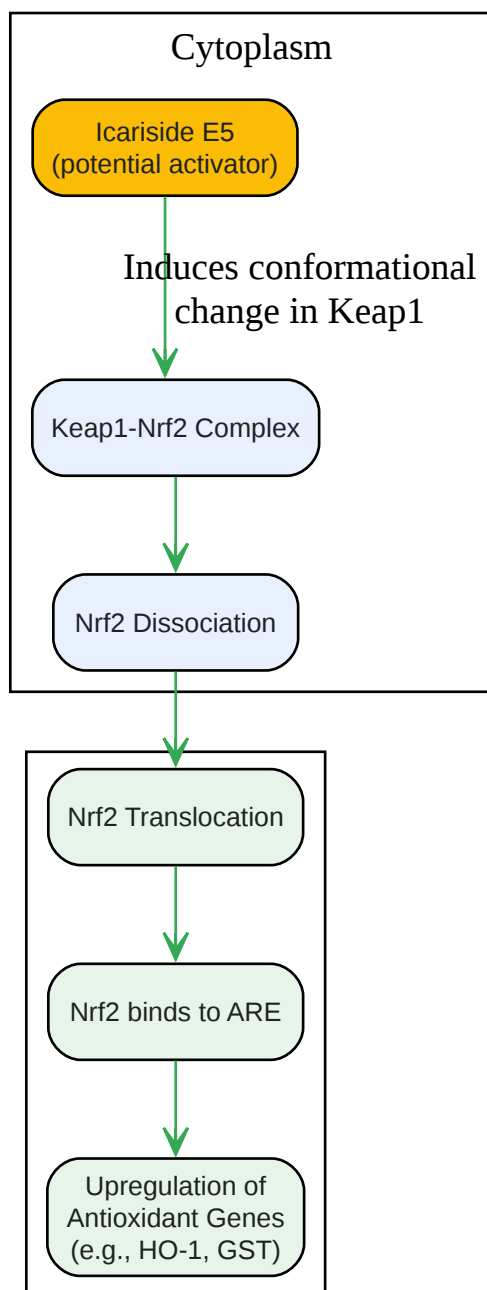 Cytoplasm
Icariside E5
(potential activator)
Induces conformational
change in Keap1
Keap1-Nrf2 Complex
Nrf2 Dissociation
Nrf2 Translocation
Nrf2 binds to ARE
Upregulation of
Antioxidant Genes
(e.g., HO-1, GST)